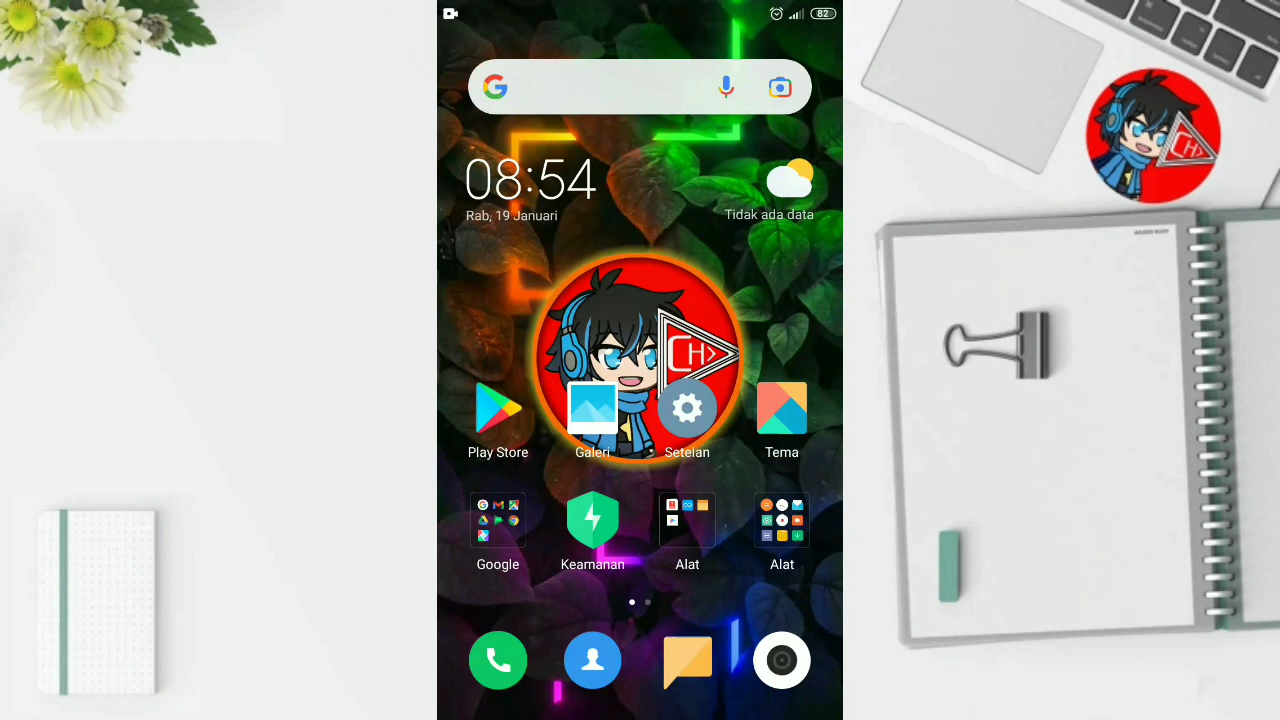 82
08:54
Rab, 19 Januari
Tidak ada data
CH>
CH>
Play Store
Galeri
Setelan
Tema
Google
Keamanan
Alat
Alat